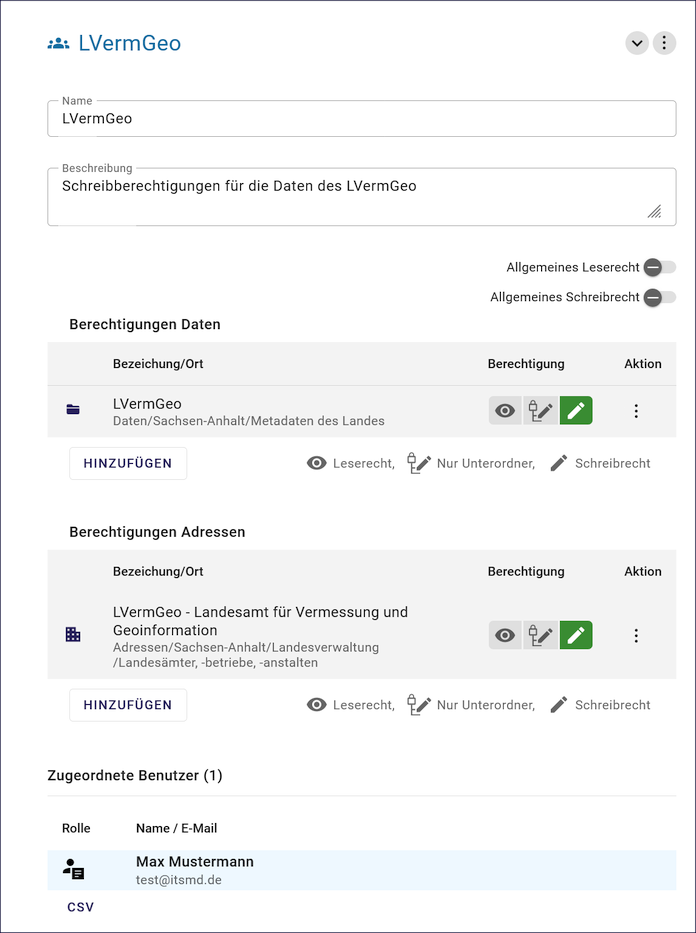 LVermGeo
Name
LVermGeo
Beschreibung
Schreibberechtigungen für die Daten des LVermGeo
Allgemeines Leserecht
Allgemeines Schreibrecht
Berechtigungen Daten
Bezeichung/Ort Berechtigung Aktion
LVermGeo
Daten/Sachsen-Anhalt/Metadaten des Landes
HINZUFÜGEN Leserecht, Nur Unterordner, Schreibrecht
Berechtigungen Adressen
Bezeichung/Ort Berechtigung Aktion
LVermGeo - Landesamt für Vermessung und
Geoinformation
Adressen/Sachsen-Anhalt/Landesverwaltung
/Landesämter, -betriebe, -anstalten
HINZUFÜGEN Leserecht, Nur Unterordner, Schreibrecht
Zugeordnete Benutzer (1)
Rolle Name / E-Mail
Max Mustermann
test@itsmd.de
CSV